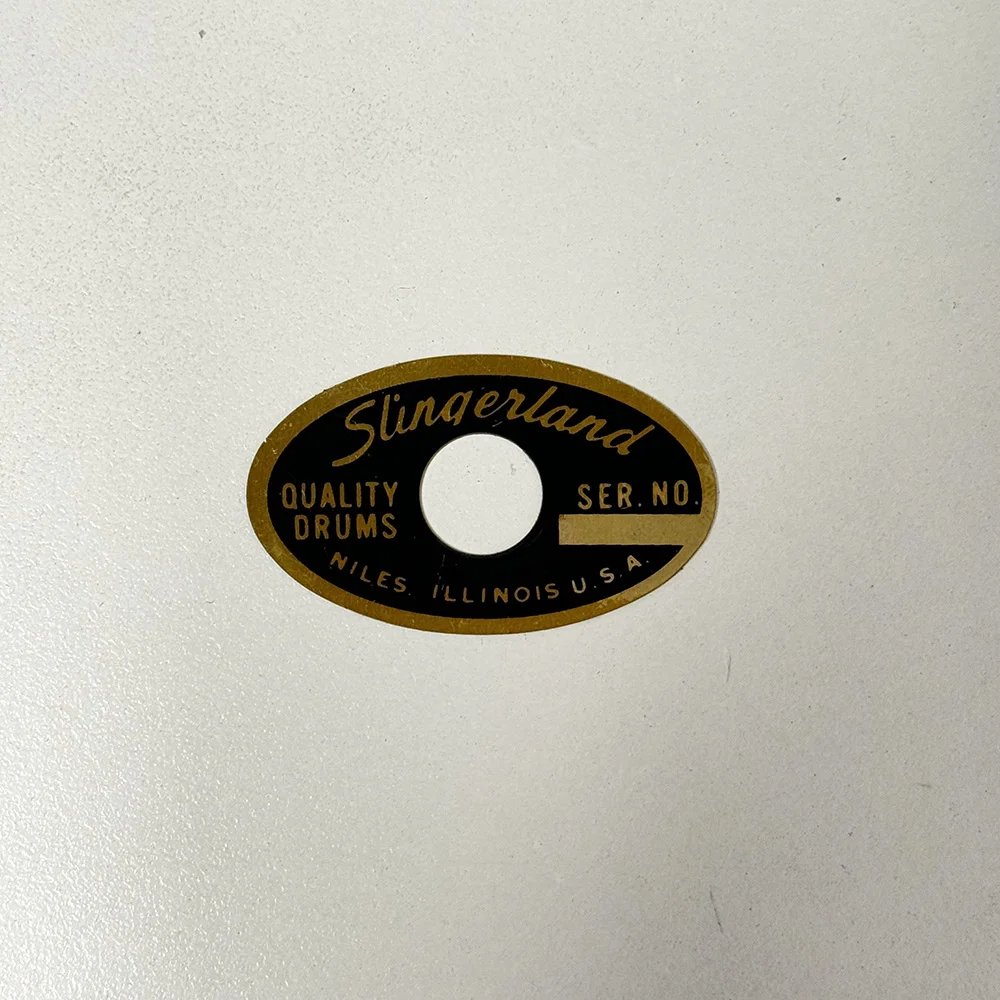 Slingerland
QUALITY
DRUMS
SER. NO.
NILES, ILLINOIS U.S.A.